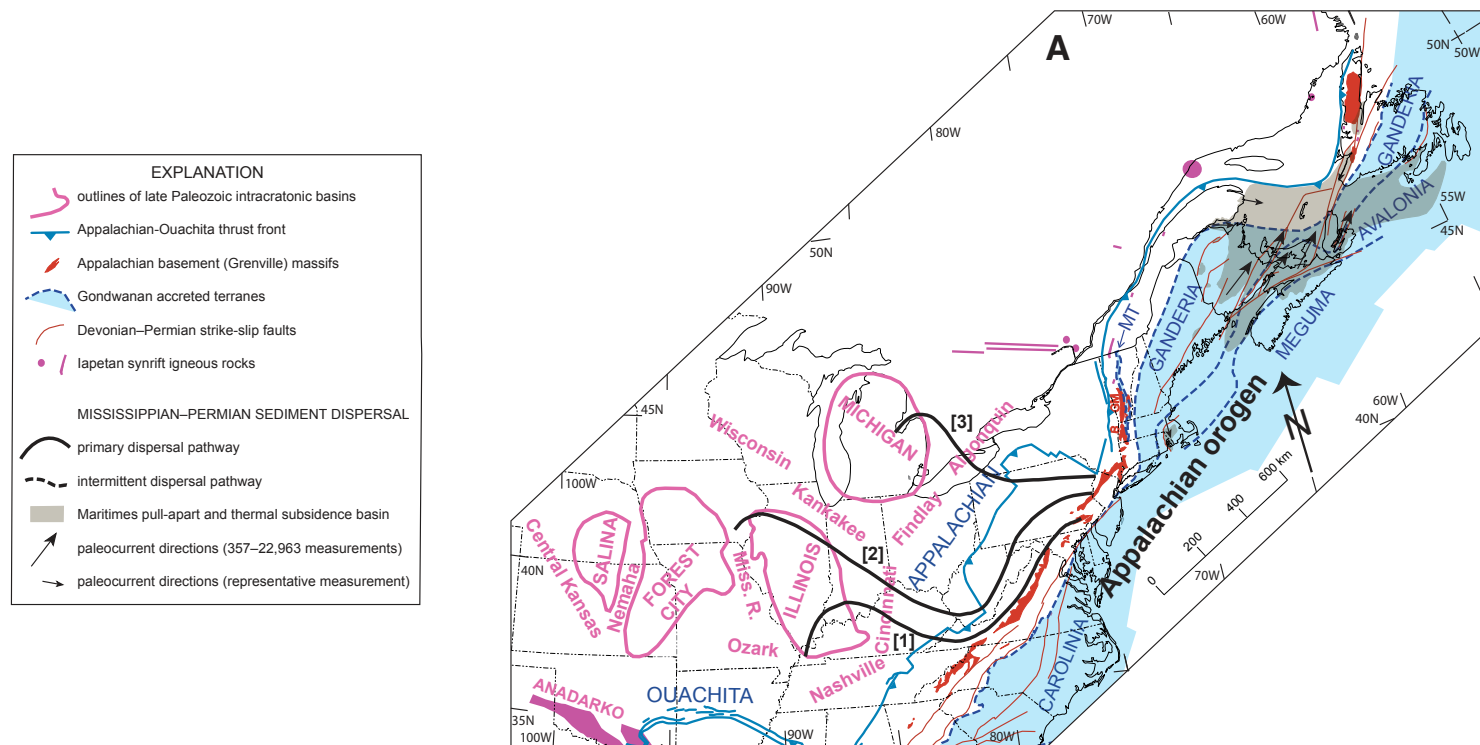 EXPLANATION
outlines of late Paleozoic intracratonic basins
Appalachian-Ouachita thrust front
Appalachian basement (Grenville) massifs
Gondwanan accreted terranes
Devonian–Permian strike-slip faults
Iapetan synrift igneous rocks
MISSISSIPPIAN–PERMIAN SEDIMENT DISPERSAL
primary dispersal pathway
intermittent dispersal pathway
Maritimes pull-apart and thermal subsidence basin
paleocurrent directions (357–22,963 measurements)
paleocurrent directions (representative measurement)
A
70W
60W
50N
50W
80W
GANDERIA
AVALONIA
55W
45N
50N
90W
MT
GANDERIA
MEGUMA
45N
MICHIGAN
[3]
Algonquin
Wisconsin
GM
B
60W
40N
N
Appalachian orogen
600 km
400
200
0
70W
100W
Kankakee
Findlay
APPALACHIAN
Central Kansas
SALINA
Nemaha
FOREST
CITY
Miss. R.
ILLINOIS
[2]
Cincinnati
[1]
40N
Ozark
Nashville
CAROLINIA
ANADARKO
OUACHITA
35N
100W
90W
80W